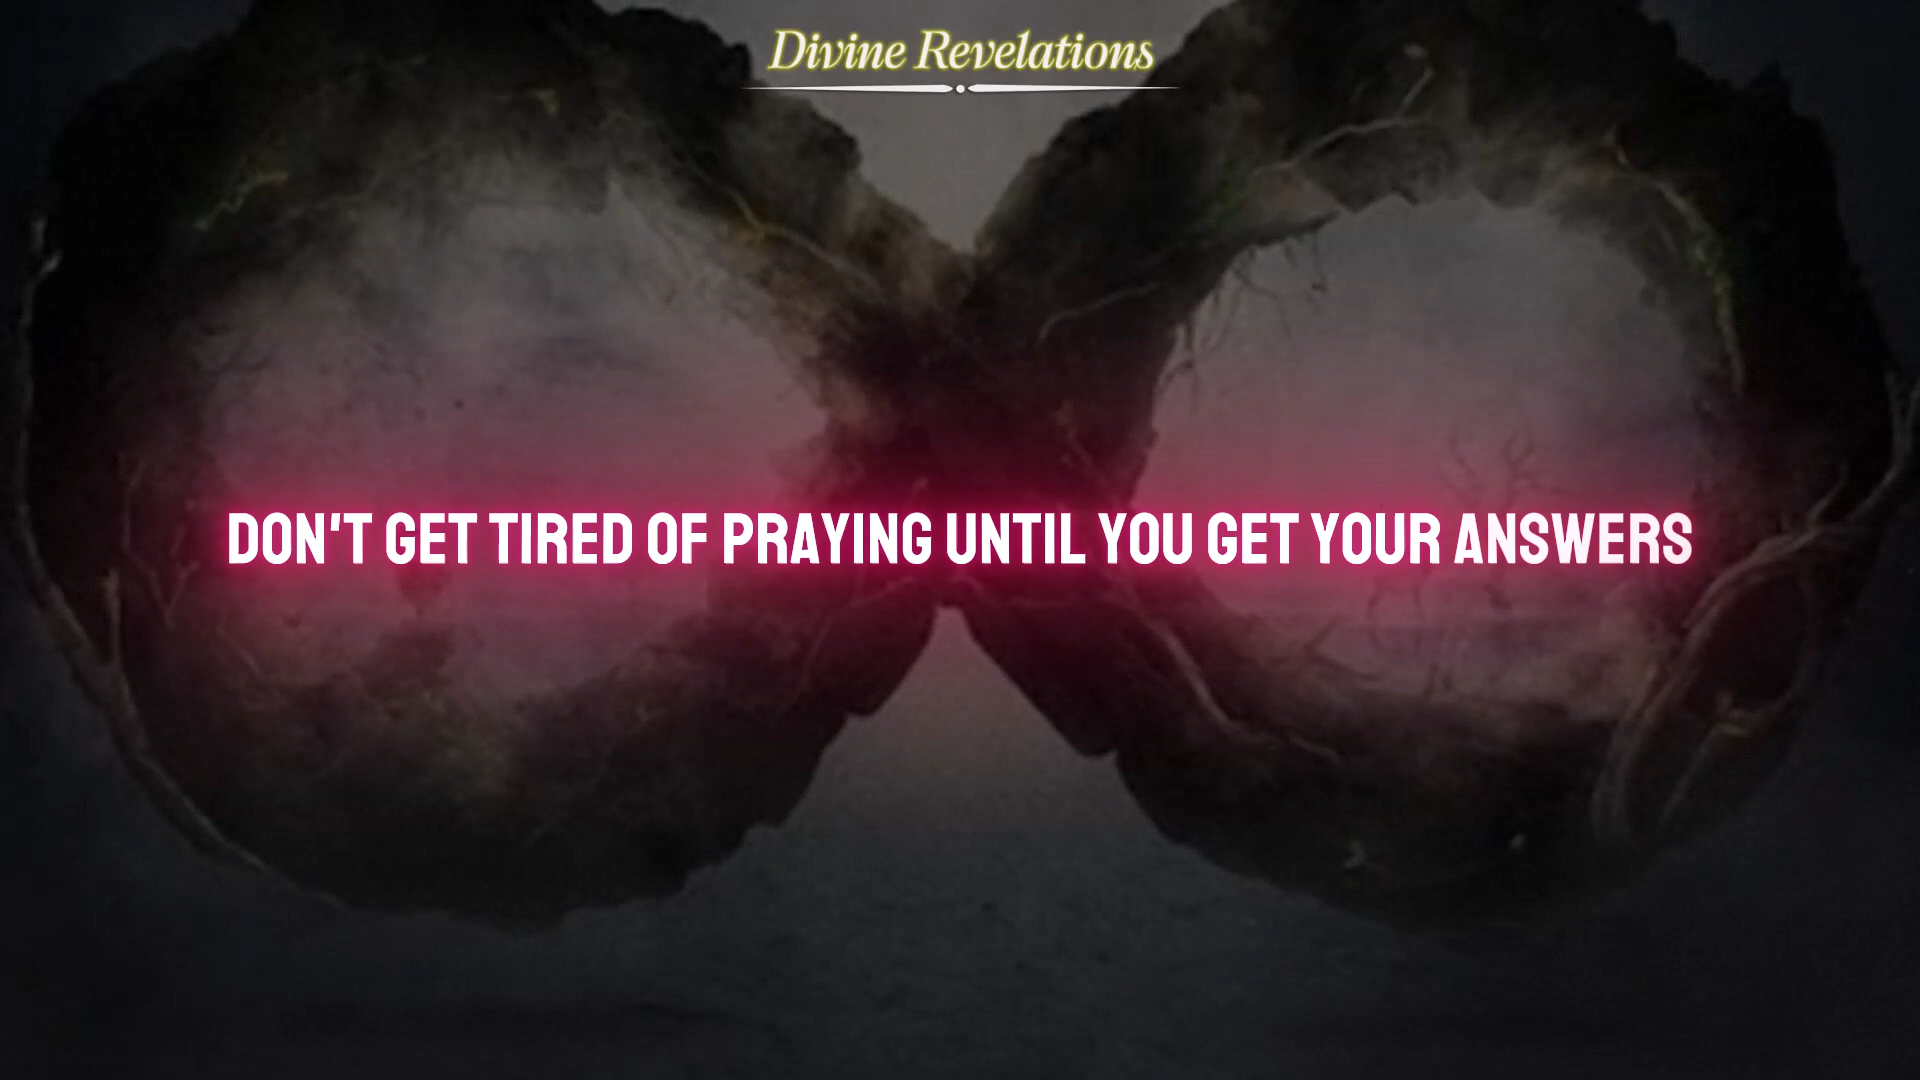 Divine Revelations
DON'T GET TIRED OF PRAYING UNTIL YOU GET YOUR ANSWERS